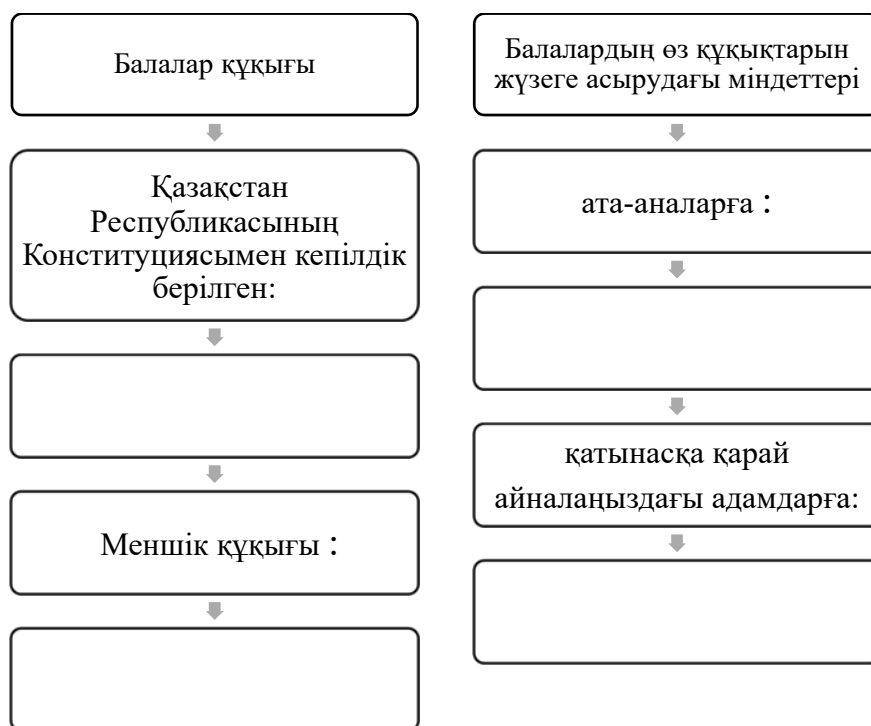 Балалар құқығы
Қазақстан
Республикасының
Конституциясымен кепілдік
берілген:
Меншік құқығы :
Балалардың өз құқықтарын
жүзеге асырудағы міндеттері
ата-аналарға :
қатынасқа қарай
айналаңыздағы адамдарға: